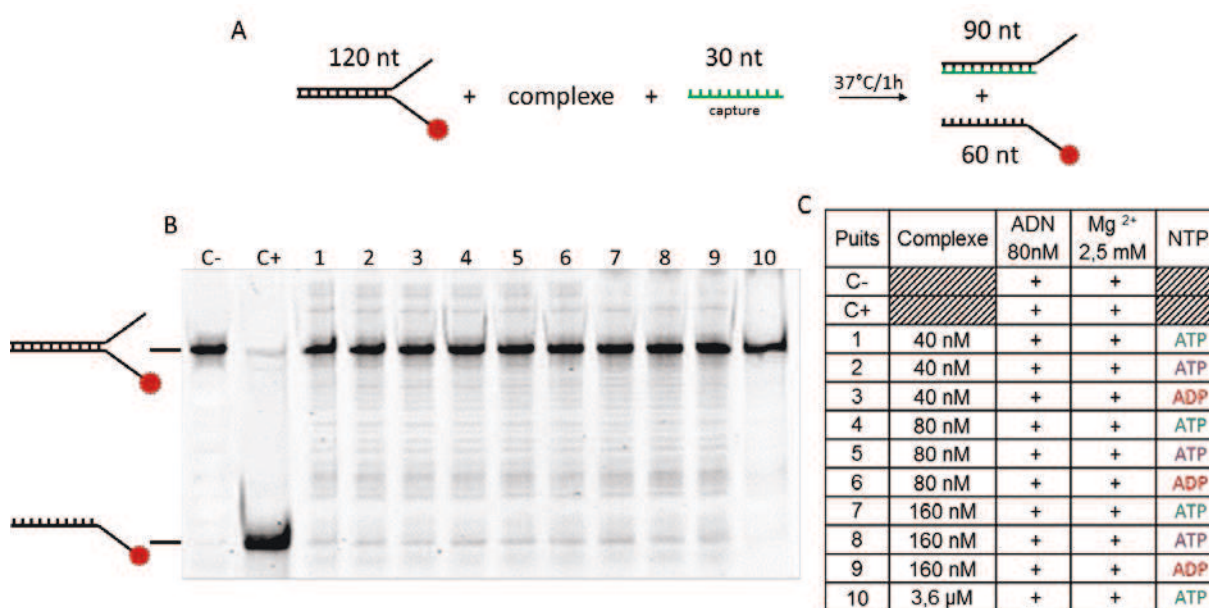 A
120 nt
+ complexe +
30 nt
capture
37°C/1h
90 nt
+
60 nt
B
C- C+ 1 2 3 4 5 6 7 8 9 10
C
Puits Complexe ADN 80nM Mg 2+ 2,5 mM NTP
C- + +
C+ + +
1 40 nM + + ATP
2 40 nM + + ATP
3 40 nM + + ADP
4 80 nM + + ATP
5 80 nM + + ATP
6 80 nM + + ADP
7 160 nM + + ATP
8 160 nM + + ATP
9 160 nM + + ADP
10 3,6 µM + + ATP